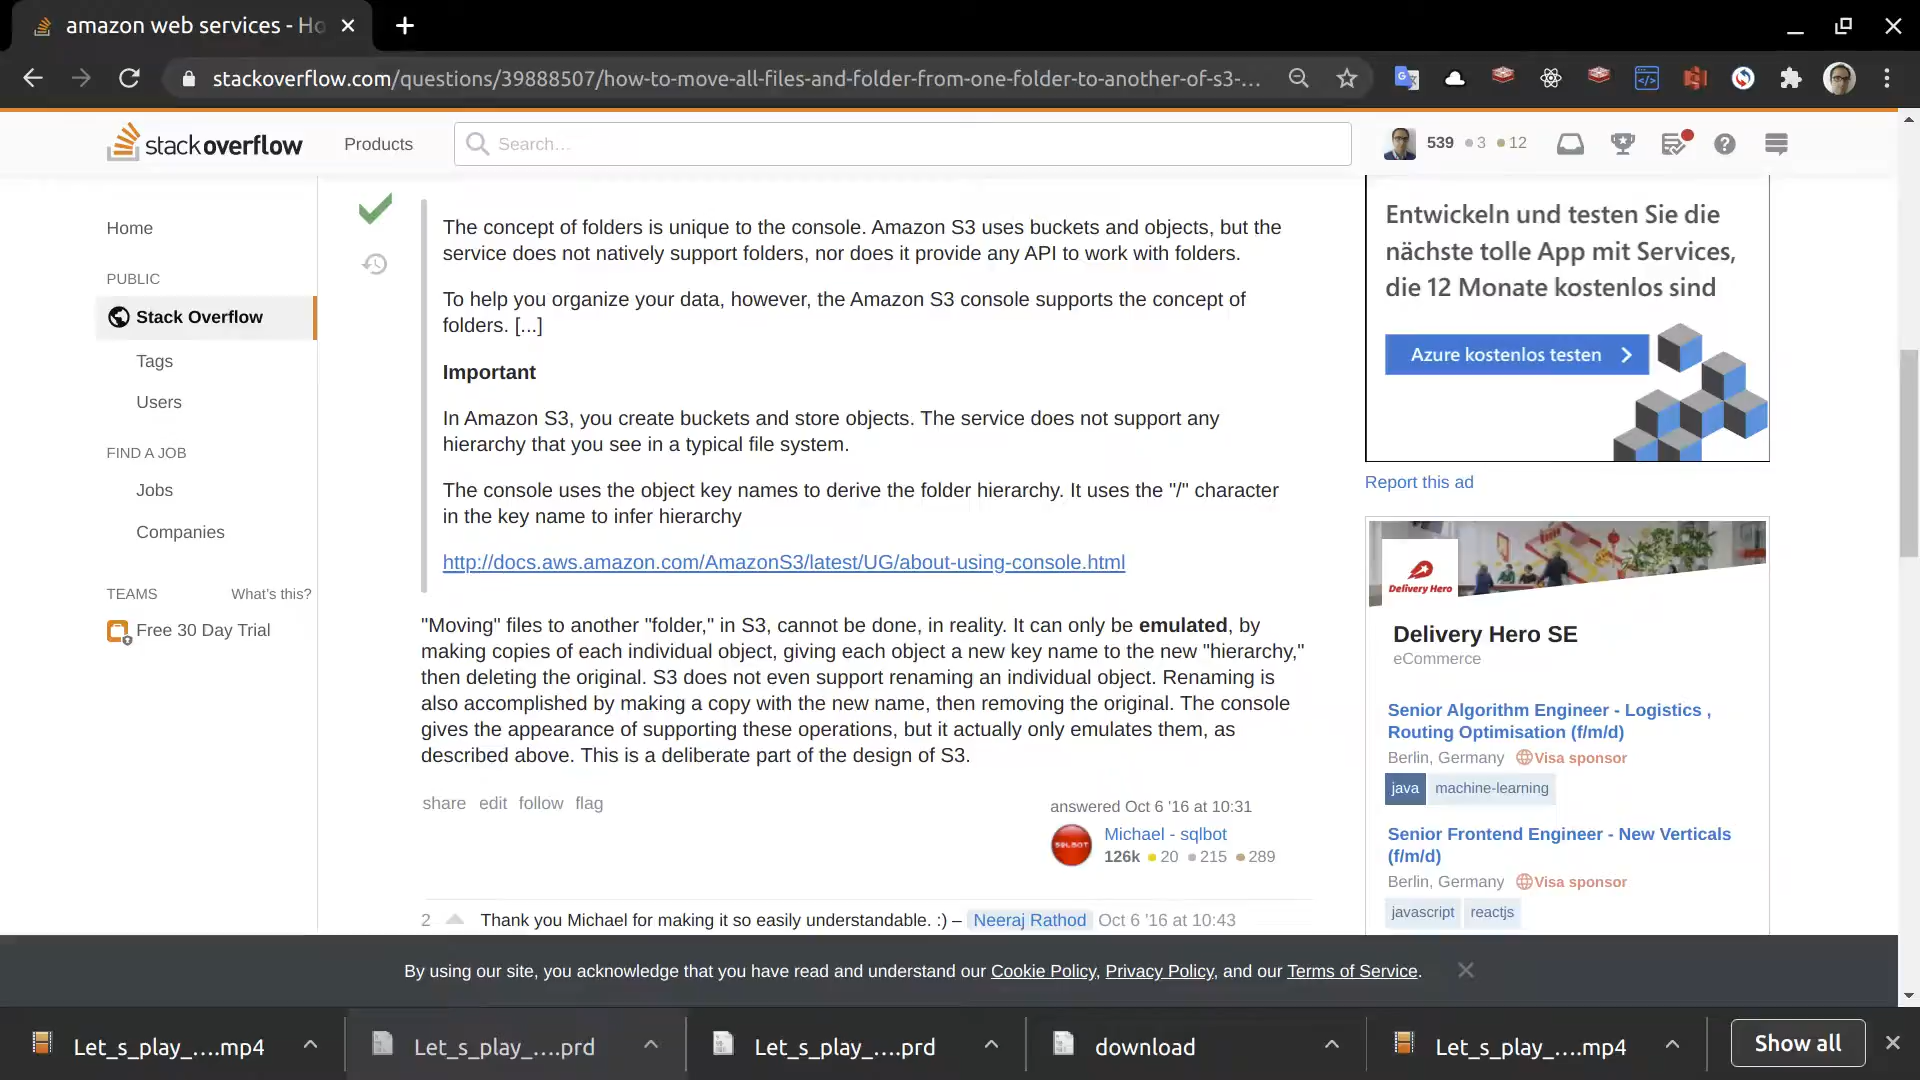 amazon web services - Ho
stackoverflow.com/questions/39888507/how-to-move-all-files-and-folder-from-one-folder-to-another-of-s3-...
stackoverflow
Products
Search…
539 3 12
Home
PUBLIC
Stack Overflow
Tags
Users
FIND A JOB
Jobs
Companies
TEAMS What's this?
Free 30 Day Trial
The concept of folders is unique to the console. Amazon S3 uses buckets and objects, but the
service does not natively support folders, nor does it provide any API to work with folders.
To help you organize your data, however, the Amazon S3 console supports the concept of
folders. [...]
Important
In Amazon S3, you create buckets and store objects. The service does not support any
hierarchy that you see in a typical file system.
The console uses the object key names to derive the folder hierarchy. It uses the "/" character
in the key name to infer hierarchy
http://docs.aws.amazon.com/AmazonS3/latest/UG/about-using-console.html
"Moving" files to another "folder," in S3, cannot be done, in reality. It can only be emulated, by
making copies of each individual object, giving each object a new key name to the new "hierarchy,"
then deleting the original. S3 does not even support renaming an individual object. Renaming is
also accomplished by making a copy with the new name, then removing the original. The console
gives the appearance of supporting these operations, but it actually only emulates them, as
described above. This is a deliberate part of the design of S3.
share edit follow flag
answered Oct 6 '16 at 10:31
SQLBOT
Michael - sqlbot
126k 20 215 289
2 Thank you Michael for making it so easily understandable. :) – Neeraj Rathod Oct 6 '16 at 10:43
Entwickeln und testen Sie die
nächste tolle App mit Services,
die 12 Monate kostenlos sind
Azure kostenlos testen
Report this ad
Delivery Hero
Delivery Hero SE
eCommerce
Senior Algorithm Engineer - Logistics ,
Routing Optimisation (f/m/d)
Berlin, Germany Visa sponsor
java machine-learning
Senior Frontend Engineer - New Verticals
(f/m/d)
Berlin, Germany Visa sponsor
javascript reactjs
By using our site, you acknowledge that you have read and understand our Cookie Policy, Privacy Policy, and our Terms of Service.
Let_s_play_....mp4
Let_s_play_....prd
Let_s_play_....prd
download
Let_s_play_....mp4
Show all